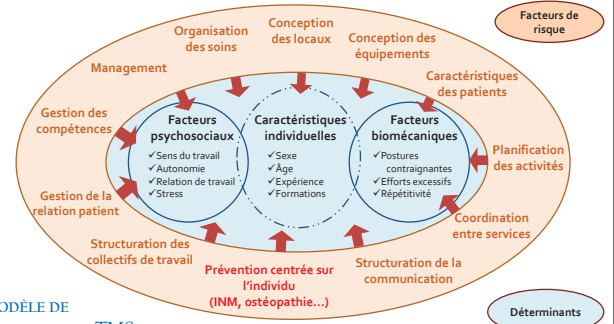 Facteurs de
risque
Conception
des locaux
Organisation
des soins
Conception des
équipements
Management
Caractéristiques
des patients
Gestion des
compétences
Facteurs
psychosociaux
✓Sens du travail
✓Autonomie
✓Relation de travail
✓Stress
Caractéristiques
individuelles
✓Sexe
✓Âge
✓Expérience
✓Formations
Facteurs
biomécaniques
✓Postures
contraignantes
✓Efforts excessifs
✓Répétitivité
Planification
des activités
Gestion de la
relation patient
Coordination
entre services
Structuration des
collectifs de travail
Prévention centrée sur
l'individu
(INM, ostéopathie...)
Structuration de la
communication
Déterminants
ODÈLE DE